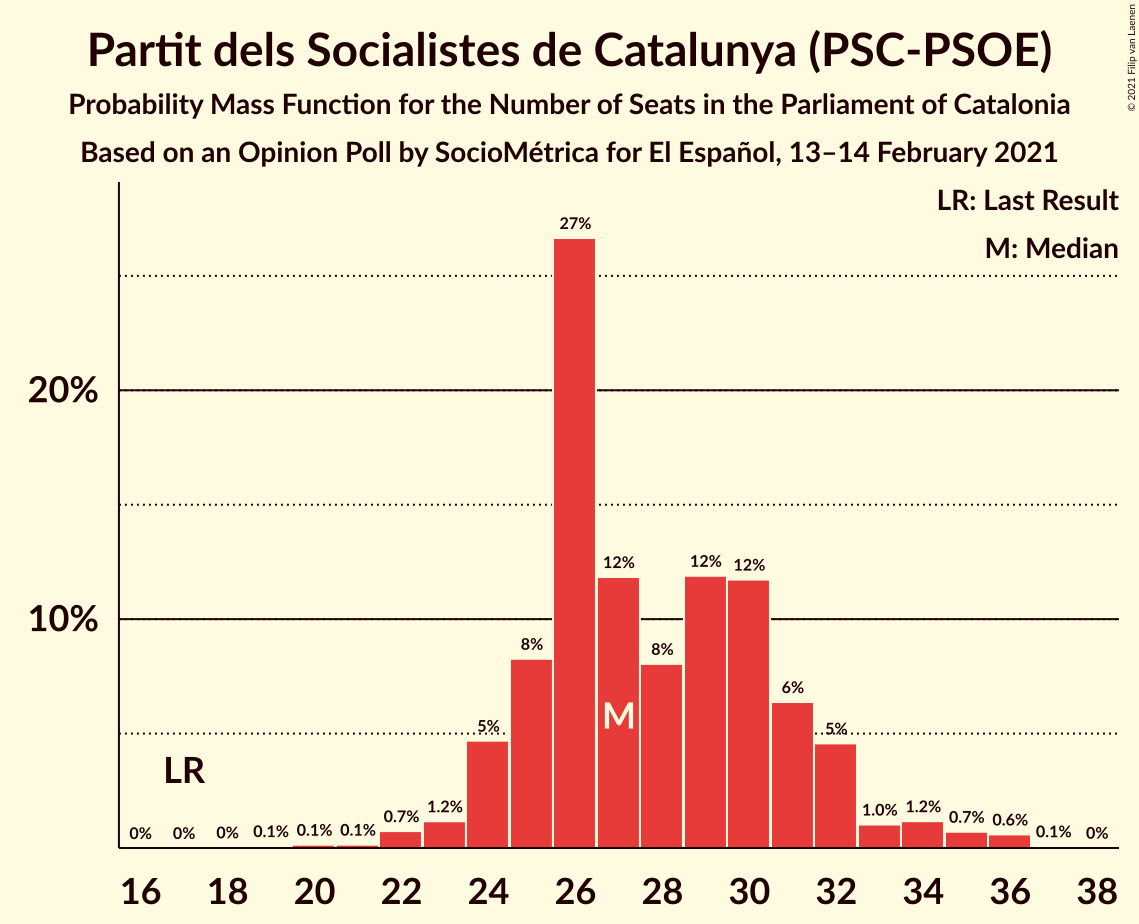 Partit dels Socialistes de Catalunya (PSC-PSOE)
Probability Mass Function for the Number of Seats in the Parliament of Catalonia
Based on an Opinion Poll by SocioMétrica for El Español, 13–14 February 2021
© 2021 Filip van Laenen
LR: Last Result
M: Median
27%
20%
12% 12% 12%
10%
8% 8%
6%
5% 5%
M
LR
0% 0% 0% 0.1% 0.1% 0.1% 0.7% 1.2% 1.0% 1.2% 0.7% 0.6% 0.1% 0%
16 18 20 22 24 26 28 30 32 34 36 38